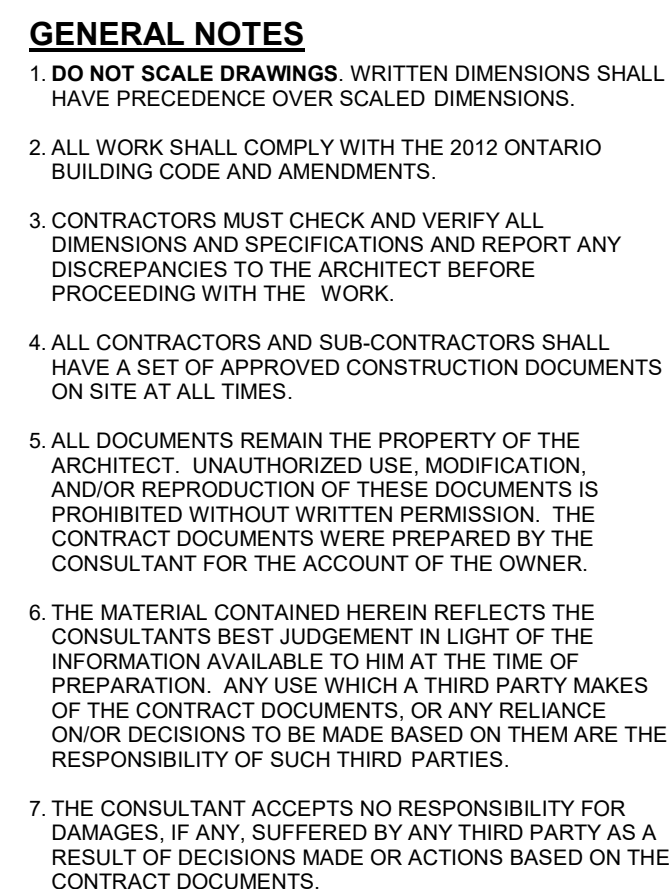 GENERAL NOTES
1. DO NOT SCALE DRAWINGS. WRITTEN DIMENSIONS SHALL
HAVE PRECEDENCE OVER SCALED DIMENSIONS.
2. ALL WORK SHALL COMPLY WITH THE 2012 ONTARIO
BUILDING CODE AND AMENDMENTS.
3. CONTRACTORS MUST CHECK AND VERIFY ALL
DIMENSIONS AND SPECIFICATIONS AND REPORT ANY
DISCREPANCIES TO THE ARCHITECT BEFORE
PROCEEDING WITH THE WORK.
4. ALL CONTRACTORS AND SUB-CONTRACTORS SHALL
HAVE A SET OF APPROVED CONSTRUCTION DOCUMENTS
ON SITE AT ALL TIMES.
5. ALL DOCUMENTS REMAIN THE PROPERTY OF THE
ARCHITECT. UNAUTHORIZED USE, MODIFICATION,
AND/OR REPRODUCTION OF THESE DOCUMENTS IS
PROHIBITED WITHOUT WRITTEN PERMISSION. THE
CONTRACT DOCUMENTS WERE PREPARED BY THE
CONSULTANT FOR THE ACCOUNT OF THE OWNER.
6. THE MATERIAL CONTAINED HEREIN REFLECTS THE
CONSULTANTS BEST JUDGEMENT IN LIGHT OF THE
INFORMATION AVAILABLE TO HIM AT THE TIME OF
PREPARATION. ANY USE WHICH A THIRD PARTY MAKES
OF THE CONTRACT DOCUMENTS, OR ANY RELIANCE
ON/OR DECISIONS TO BE MADE BASED ON THEM ARE THE
RESPONSIBILITY OF SUCH THIRD PARTIES.
7. THE CONSULTANT ACCEPTS NO RESPONSIBILITY FOR
DAMAGES, IF ANY, SUFFERED BY ANY THIRD PARTY AS A
RESULT OF DECISIONS MADE OR ACTIONS BASED ON THE
CONTRACT DOCUMENTS.